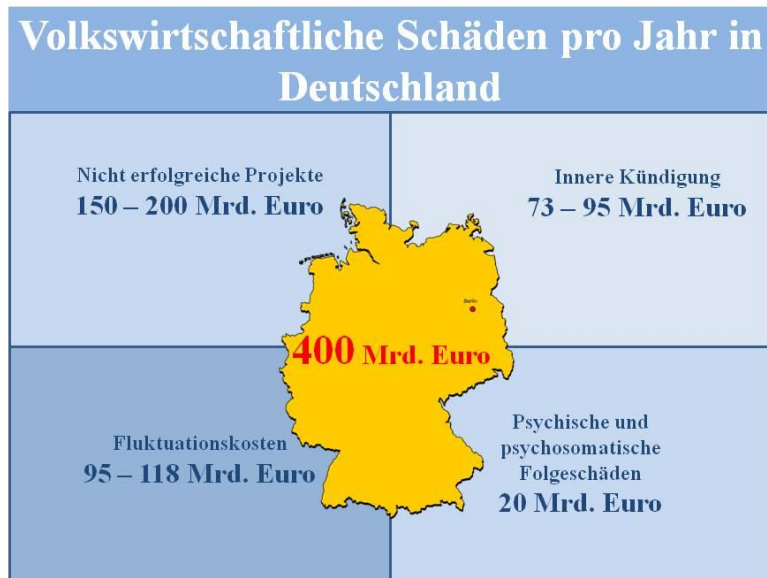 Volkswirtschaftliche Schäden pro Jahr in
Deutschland
Nicht erfolgreiche Projekte
150 – 200 Mrd. Euro
Innere Kündigung
73 – 95 Mrd. Euro
Berlin
400 Mrd. Euro
Fluktuationskosten
95 – 118 Mrd. Euro
Psychische und
psychosomatische
Folgeschäden
20 Mrd. Euro